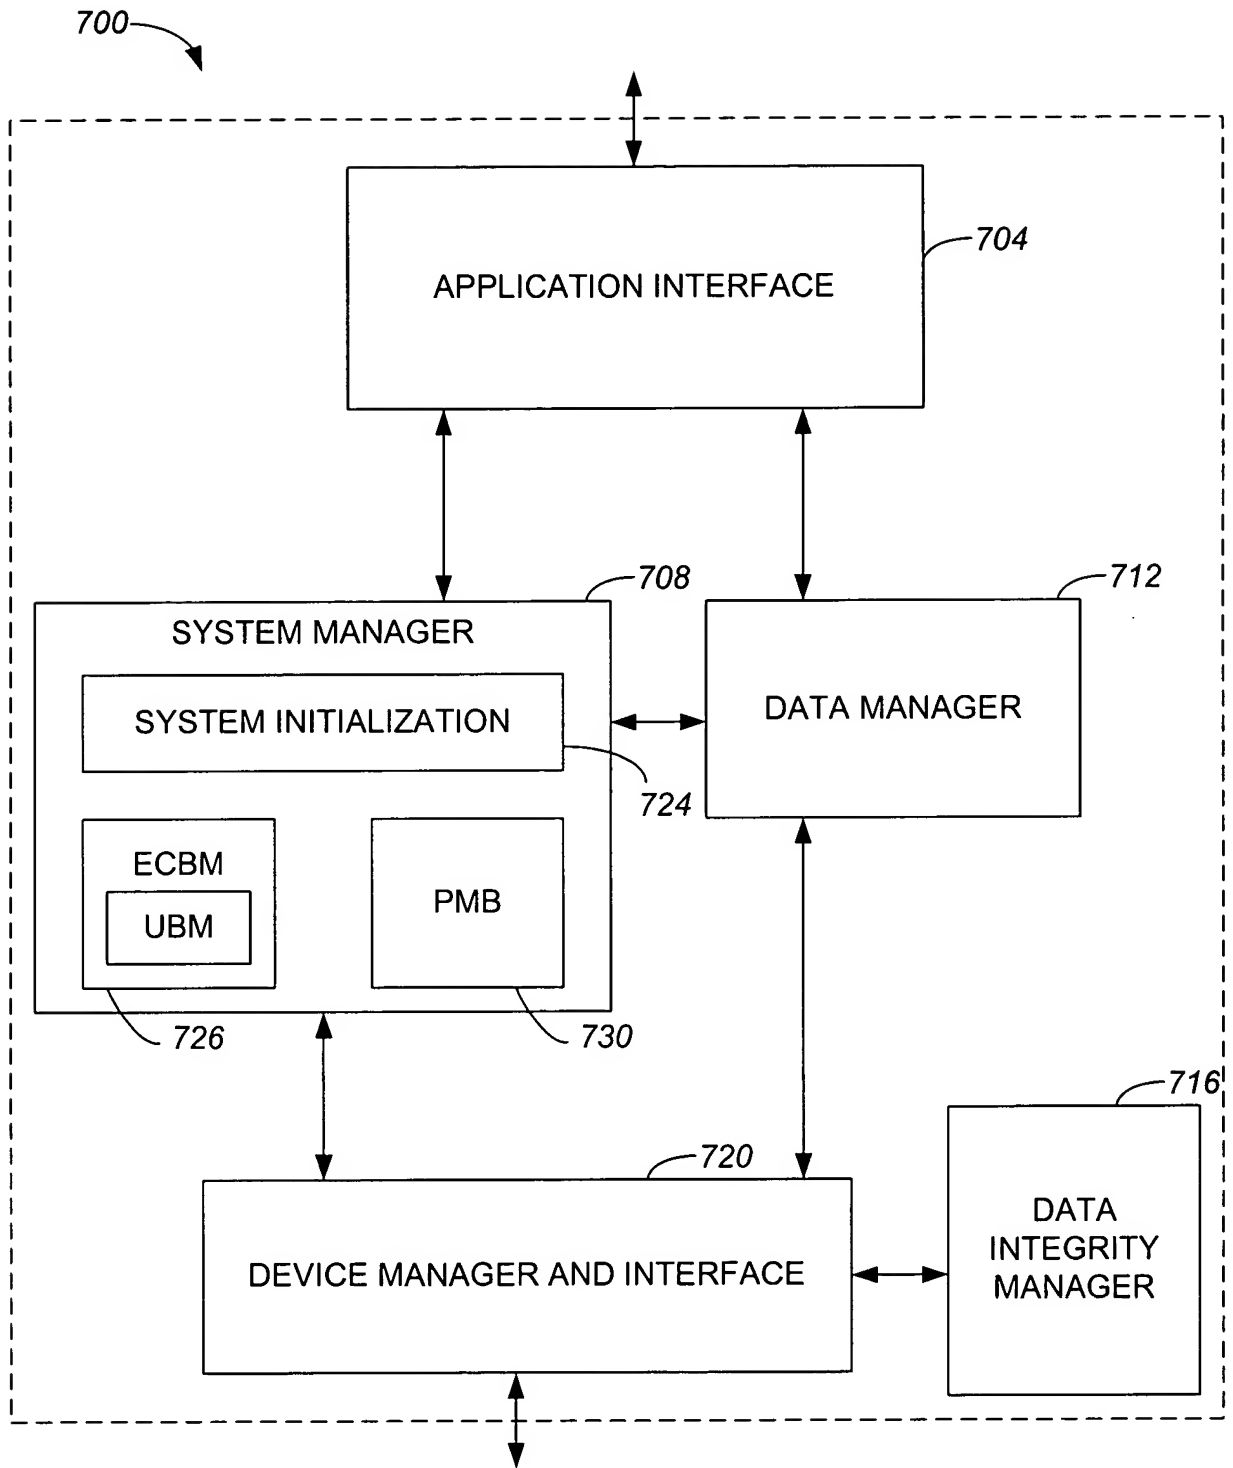 700
704
APPLICATION INTERFACE
708
712
SYSTEM MANAGER
SYSTEM INITIALIZATION
DATA MANAGER
724
ECBM
UBM
PMB
726
730
716
720
DATA
INTEGRITY
MANAGER
DEVICE MANAGER AND INTERFACE